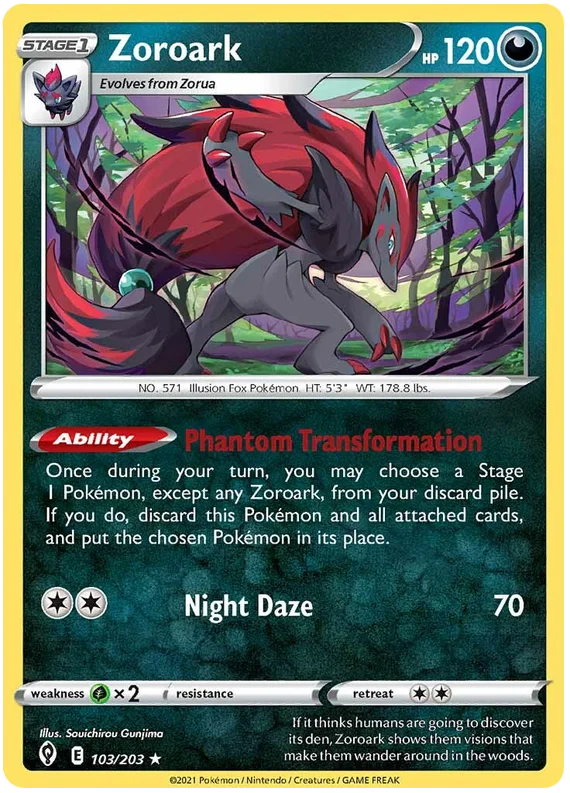 STAGE1
Zoroark
HP 120
Evolves from Zorua
NO. 571 Illusion Fox Pokémon HT: 5'3" WT: 178.8 lbs.
Ability Phantom Transformation
Once during your turn, you may choose a Stage
1 Pokémon, except any Zoroark, from your discard pile.
If you do, discard this Pokémon and all attached cards,
and put the chosen Pokémon in its place.
Night Daze 70
weakness ×2 resistance retreat
Illus. Souichirou Gunjima
E 103/203 ★
If it thinks humans are going to discover
its den, Zoroark shows them visions that
make them wander around in the woods.
©2021 Pokémon / Nintendo / Creatures / GAME FREAK